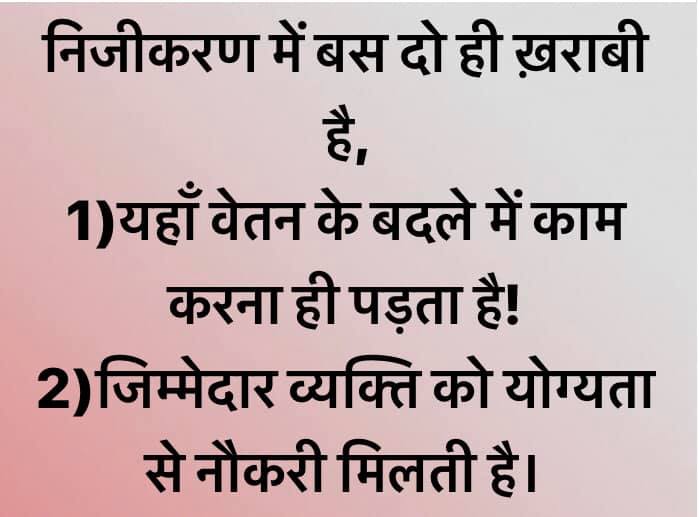 निजीकरण में बस दो ही ख़राबी
है,
1)यहाँ वेतन के बदले में काम
करना ही पड़ता है!
2)जिम्मेदार व्यक्ति को योग्यता
से नौकरी मिलती है।